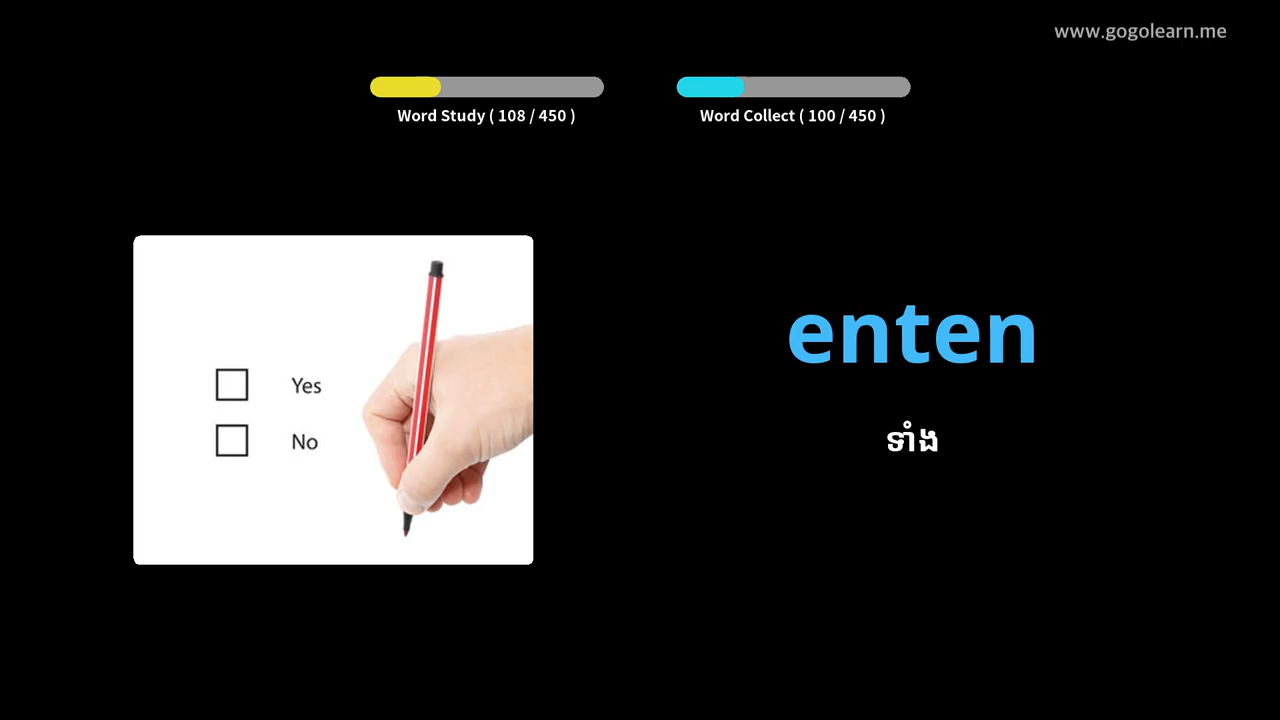 www.gogolearn.me
Word Study ( 108 / 450 )
Word Collect ( 100 / 450 )
Yes
No
enten
ទាំង